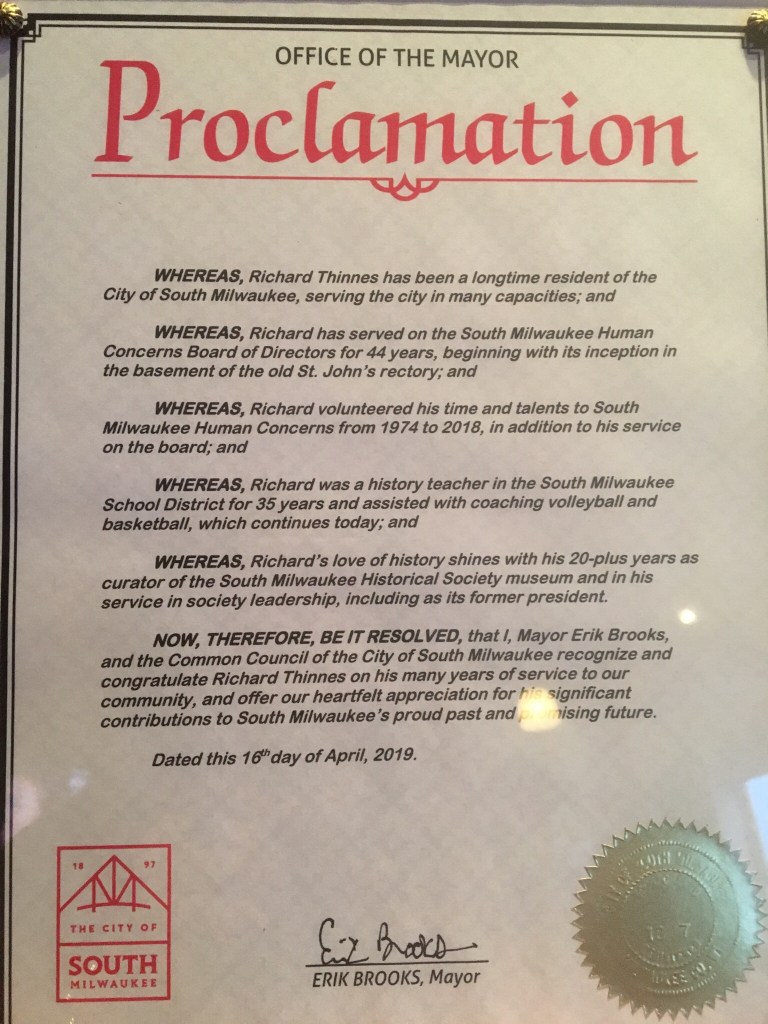 OFFICE OF THE MAYOR
Proclamation
WHEREAS, Richard Thinnes has been a longtime resident of the
City of South Milwaukee, serving the city in many capacities; and
WHEREAS, Richard has served on the South Milwaukee Human
Concerns Board of Directors for 44 years, beginning with its inception in
the basement of the old St. John's rectory; and
WHEREAS, Richard volunteered his time and talents to South
Milwaukee Human Concerns from 1974 to 2018, in addition to his service
on the board; and
WHEREAS, Richard was a history teacher in the South Milwaukee
School District for 35 years and assisted with coaching volleyball and
basketball, which continues today; and
WHEREAS, Richard's love of history shines with his 20-plus years as
curator of the South Milwaukee Historical Society museum and in his
service in society leadership, including as its former president.
NOW, THEREFORE, BE IT RESOLVED, that I, Mayor Erik Brooks,
and the Common Council of the City of South Milwaukee recognize and
congratulate Richard Thinnes on his many years of service to our
community, and offer our heartfelt appreciation for his significant
contributions to South Milwaukee's proud past and promising future.
Dated this 16th day of April, 2019.
18 97
THE CITY OF
SOUTH
MILWAUKEE
Erik Brooks
ERIK BROOKS, Mayor